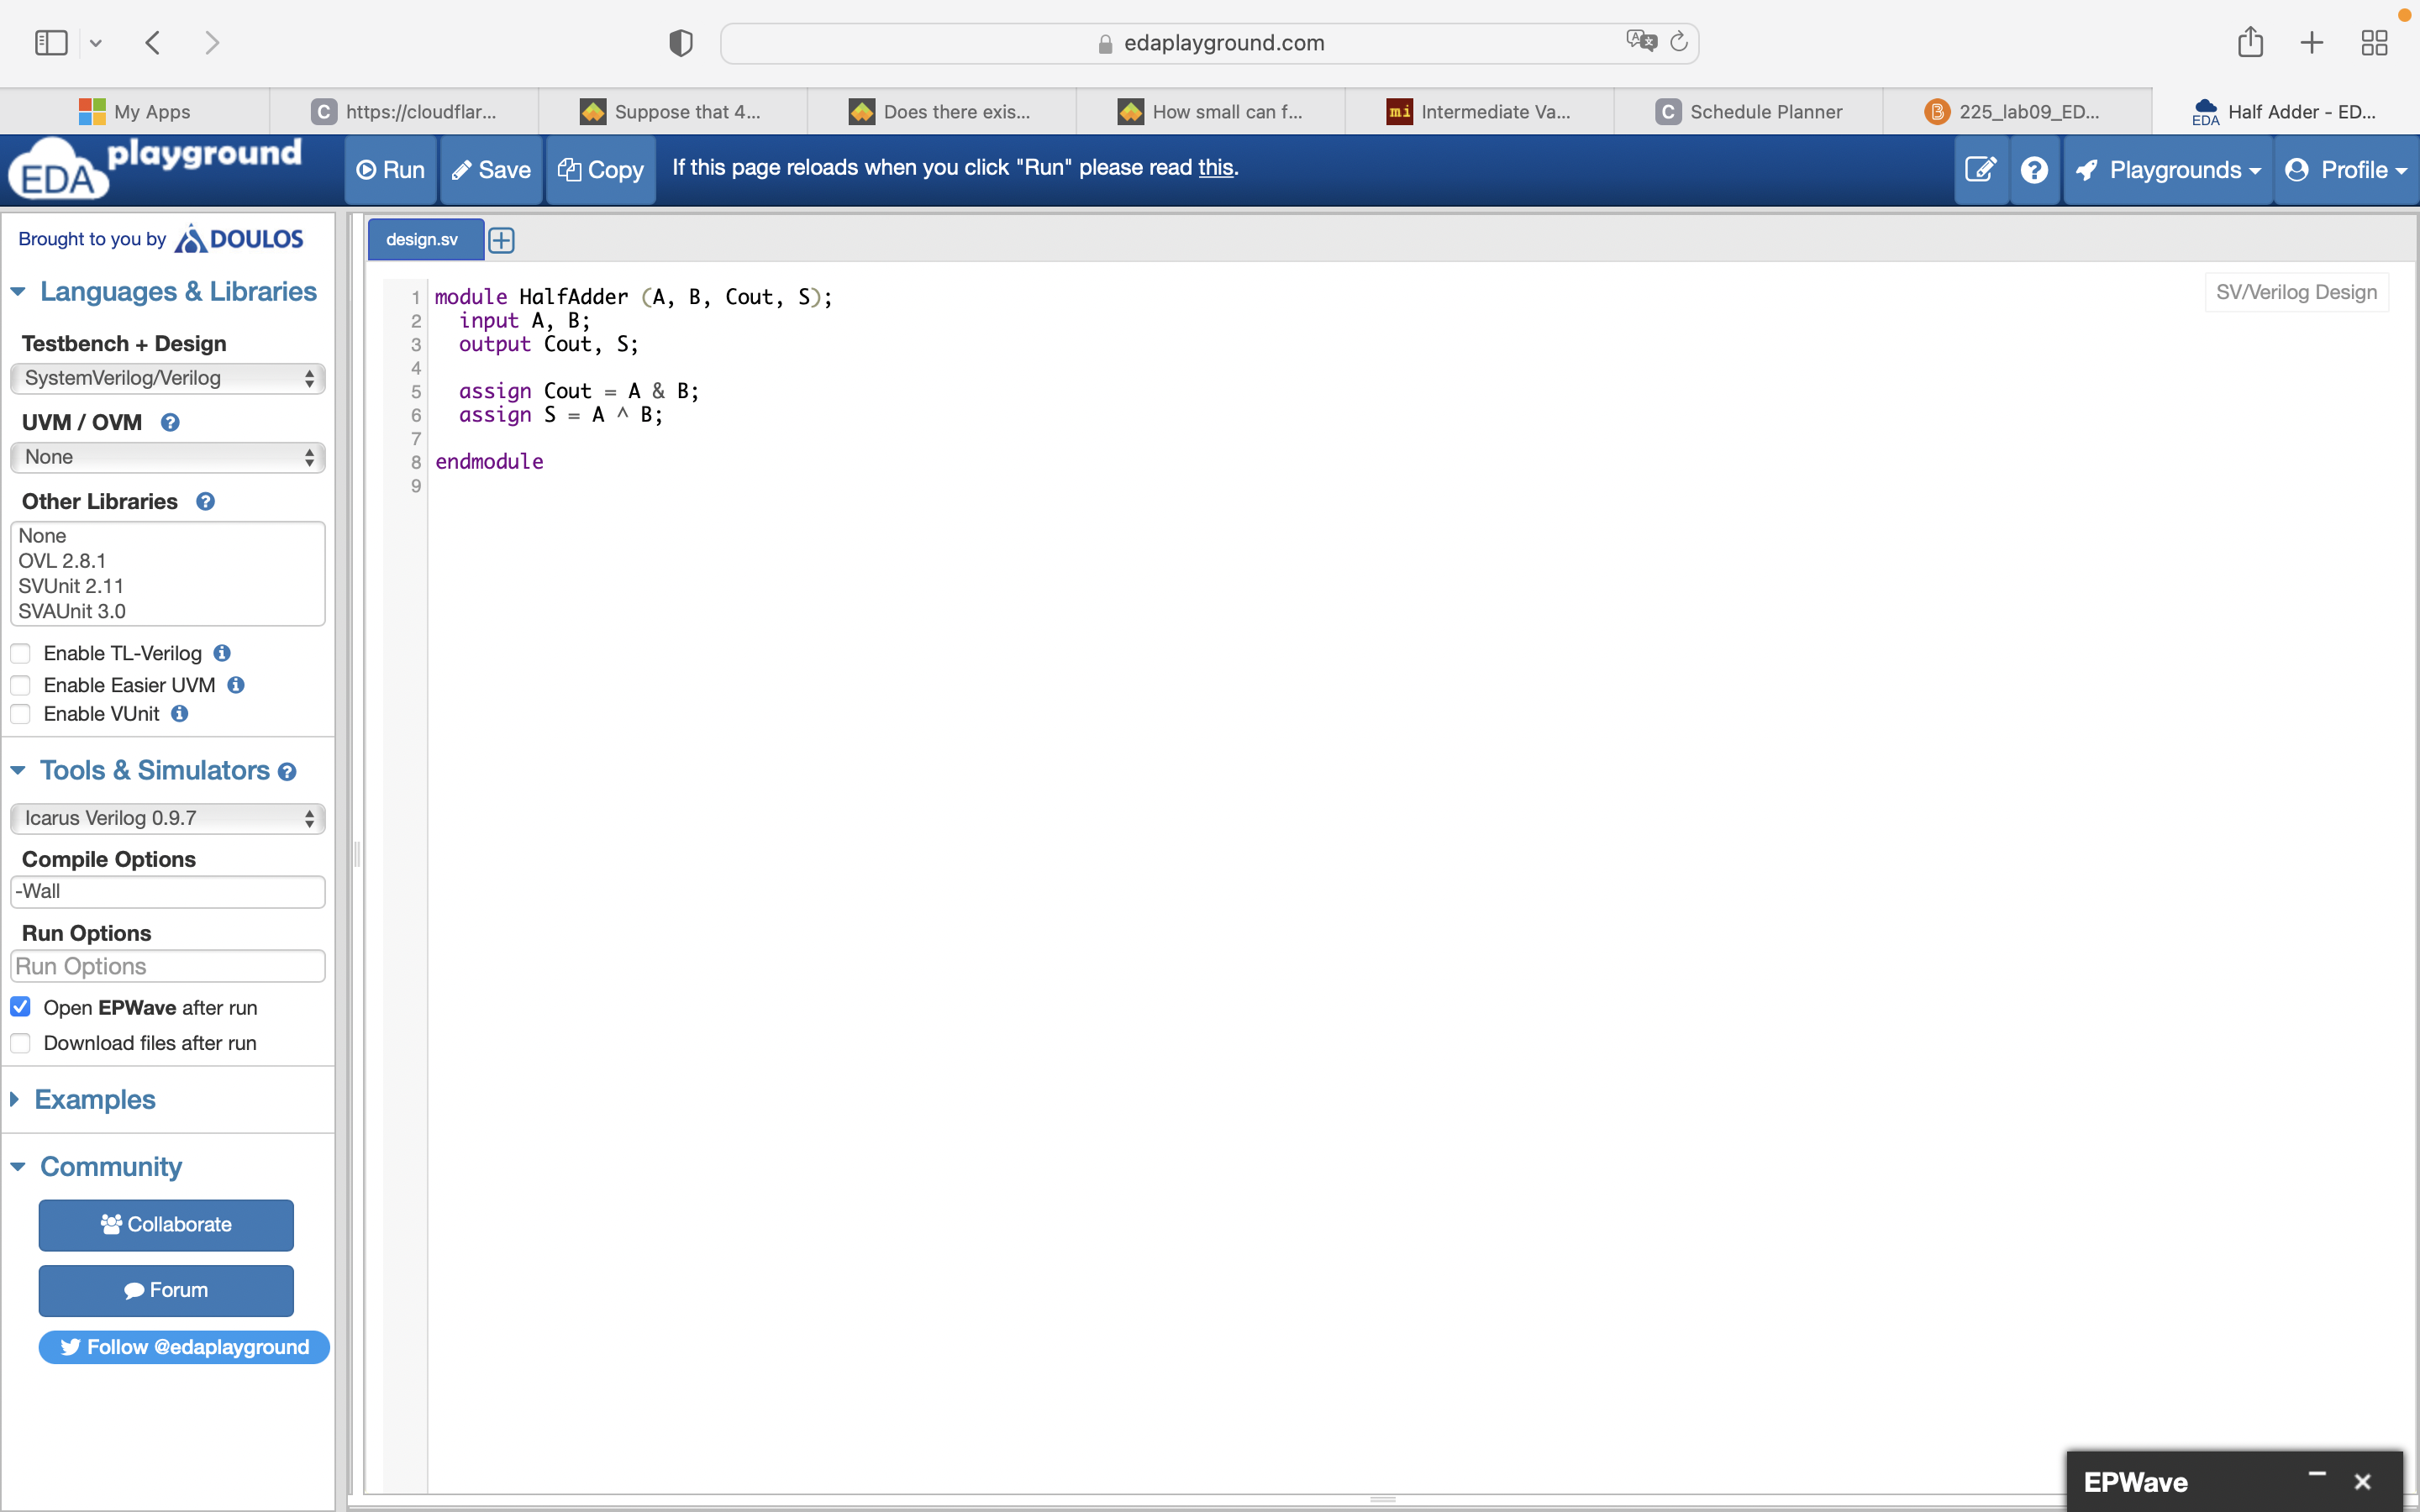 edaplayground.com
My Apps
C https://cloudflar...
Suppose that 4...
Does there exis...
How small can f...
mi Intermediate Va...
C Schedule Planner
B 225_lab09_ED...
EDA Half Adder - ED...
EDA playground
Run
Save
Copy
If this page reloads when you click "Run" please read this.
Playgrounds
Profile
Brought to you by DOULOS
Languages & Libraries
Testbench + Design
SystemVerilog/Verilog
UVM / OVM ?
None
Other Libraries ?
None
OVL 2.8.1
SVUnit 2.11
SVAUnit 3.0
Enable TL-Verilog
Enable Easier UVM
Enable VUnit
Tools & Simulators ?
Icarus Verilog 0.9.7
Compile Options
-Wall
Run Options
Run Options
Open EPWave after run
Download files after run
Examples
Community
Collaborate
Forum
Follow @edaplayground
design.sv
SV/Verilog Design
1 module HalfAdder (A, B, Cout, S);
2 input A, B;
3 output Cout, S;
4
5 assign Cout = A & B;
6 assign S = A ^ B;
7
8 endmodule
9
EPWave